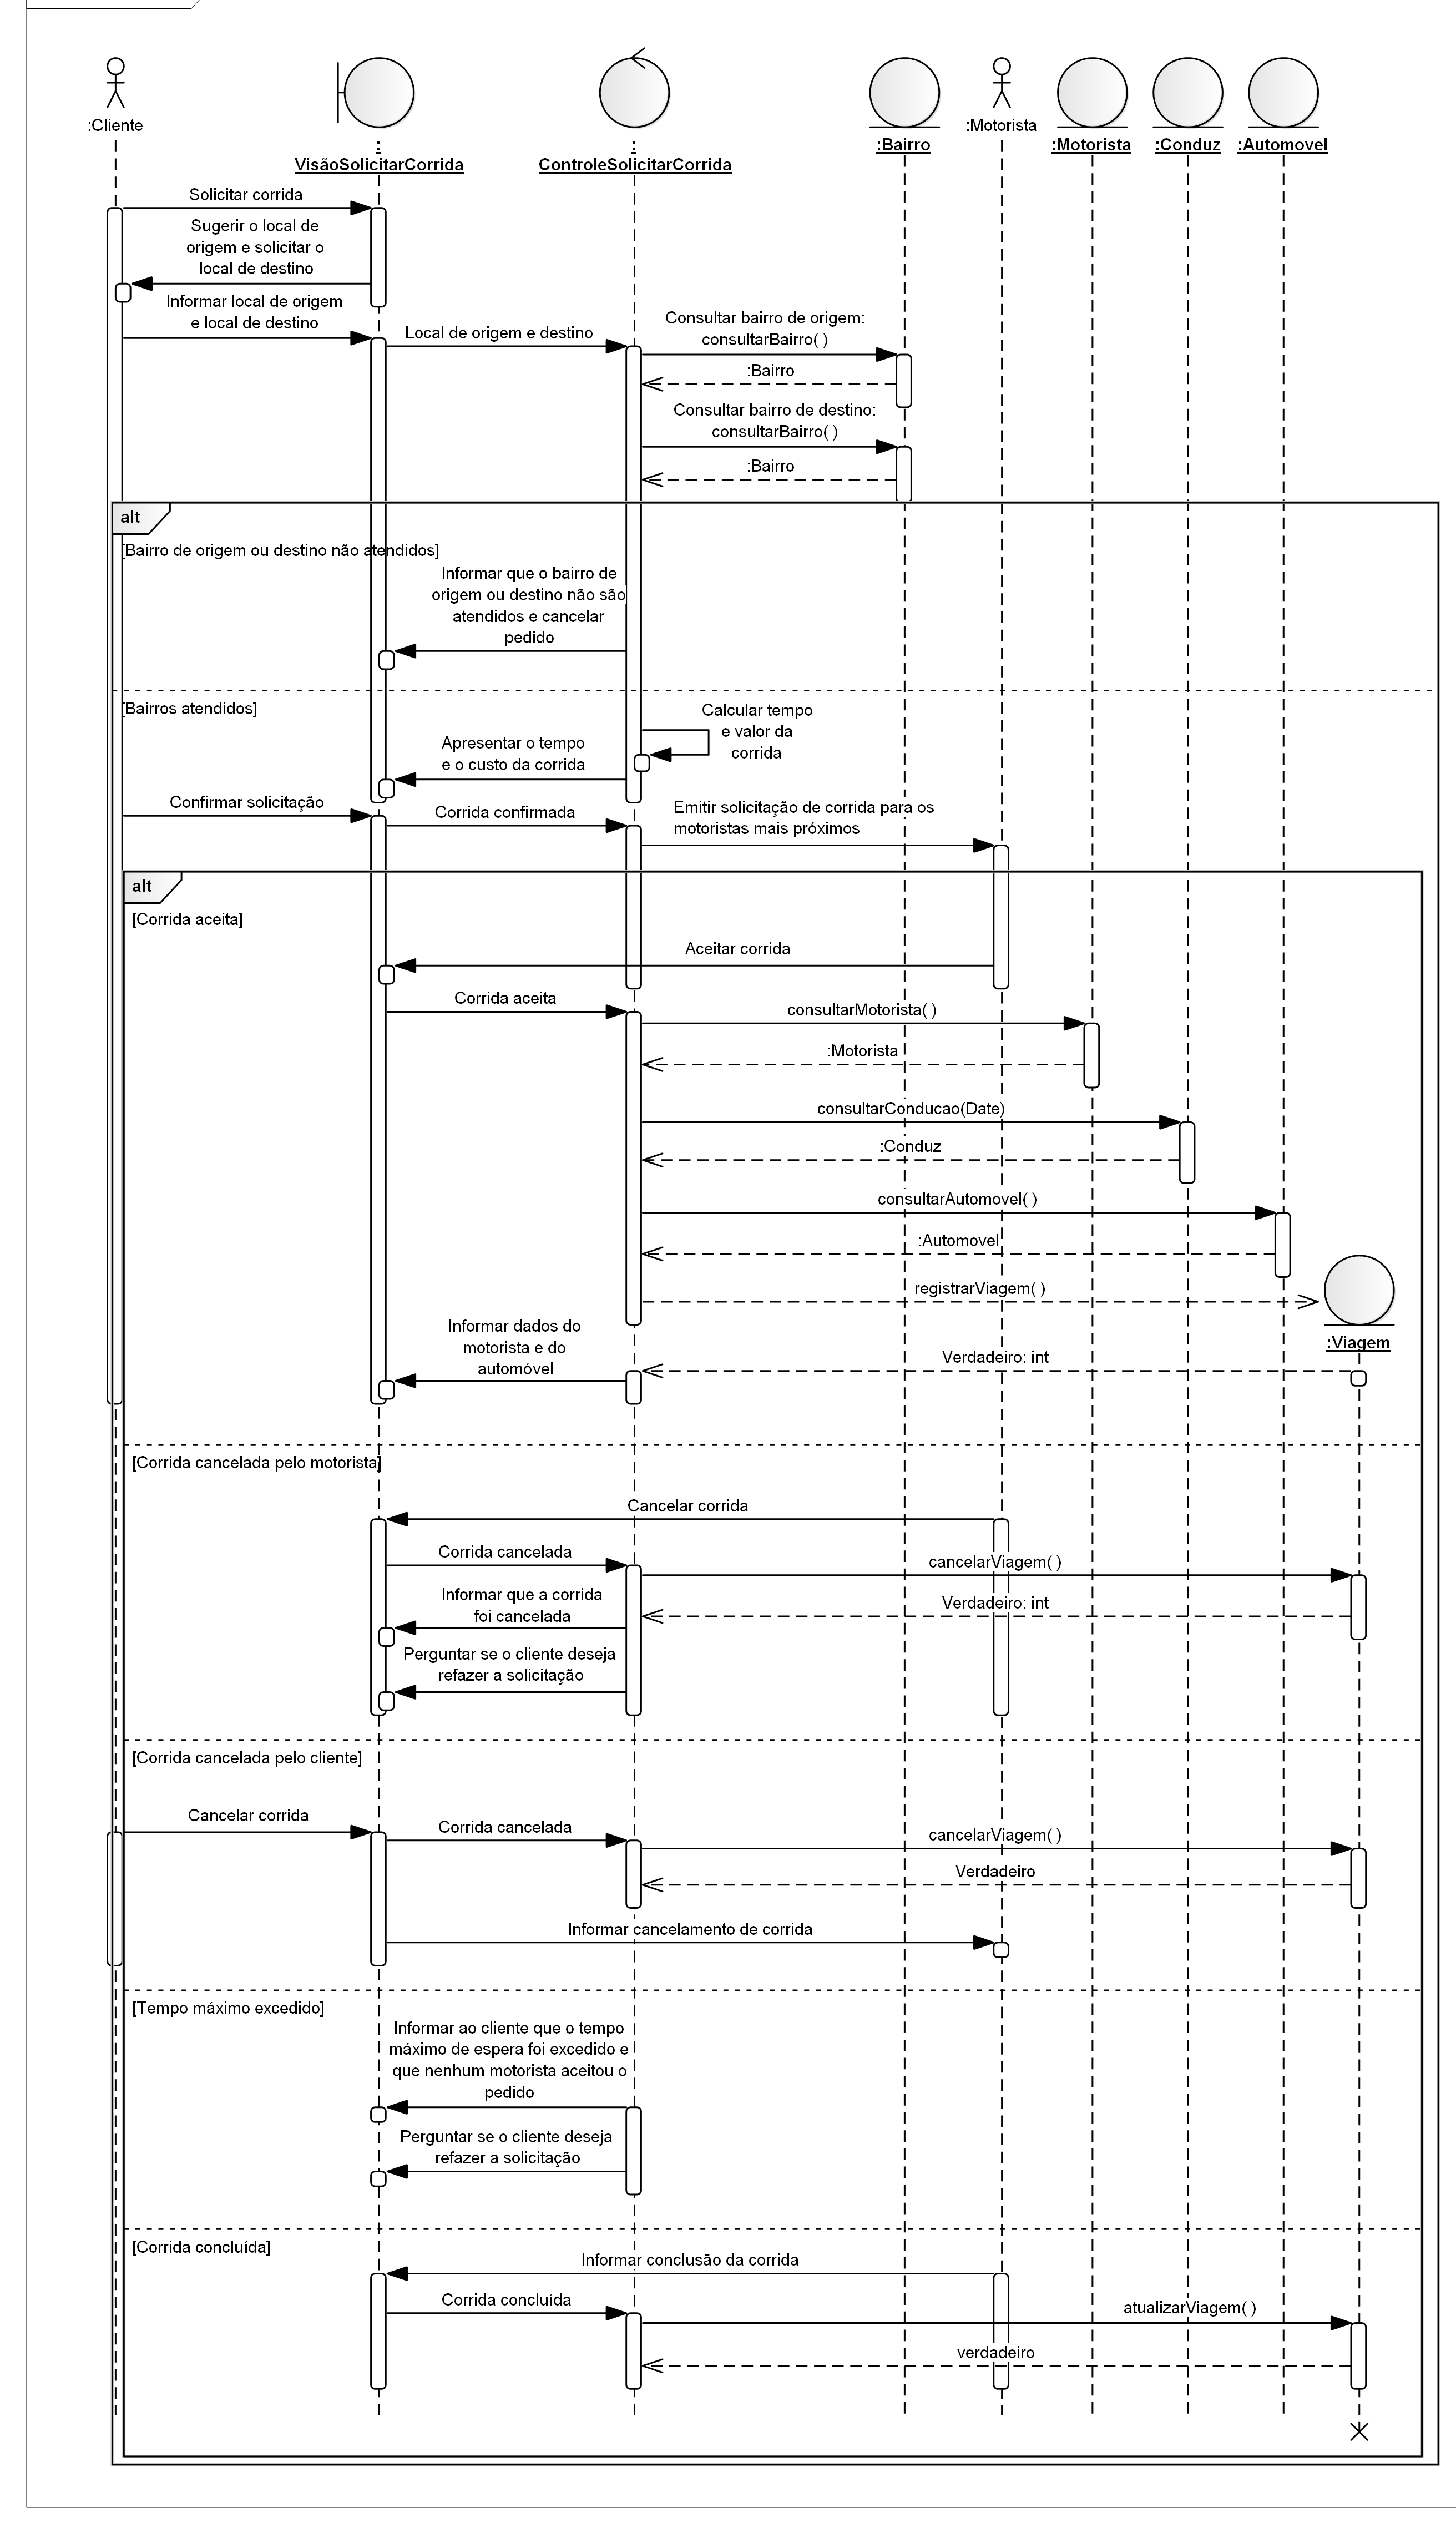 :Cliente
:
VisãoSolicitarCorrida
:
ControleSolicitarCorrida
:Bairro
:Motorista
:Motorista
:Conduz
:Automovel
Solicitar corrida
Sugerir o local de
origem e solicitar o
local de destino
Informar local de origem
e local de destino
Local de origem e destino
Consultar bairro de origem:
consultarBairro( )
:Bairro
Consultar bairro de destino:
consultarBairro( )
:Bairro
alt
[Bairro de origem ou destino não atendidos]
Informar que o bairro de
origem ou destino não são
atendidos e cancelar
pedido
[Bairros atendidos]
Calcular tempo
e valor da
corrida
Apresentar o tempo
e o custo da corrida
Confirmar solicitação
Corrida confirmada
Emitir solicitação de corrida para os
motoristas mais próximos
alt
[Corrida aceita]
Aceitar corrida
Corrida aceita
consultarMotorista( )
:Motorista
consultarConducao(Date)
:Conduz
consultarAutomovel( )
:Automovel
registrarViagem( )
:Viagem
Informar dados do
motorista e do
automóvel
Verdadeiro: int
[Corrida cancelada pelo motorista]
Cancelar corrida
Corrida cancelada
cancelarViagem( )
Informar que a corrida
foi cancelada
Verdadeiro: int
Perguntar se o cliente deseja
refazer a solicitação
[Corrida cancelada pelo cliente]
Cancelar corrida
Corrida cancelada
cancelarViagem( )
Verdadeiro
Informar cancelamento de corrida
[Tempo máximo excedido]
Informar ao cliente que o tempo
máximo de espera foi excedido e
que nenhum motorista aceitou o
pedido
Perguntar se o cliente deseja
refazer a solicitação
[Corrida concluída]
Informar conclusão da corrida
Corrida concluída
atualizarViagem( )
verdadeiro